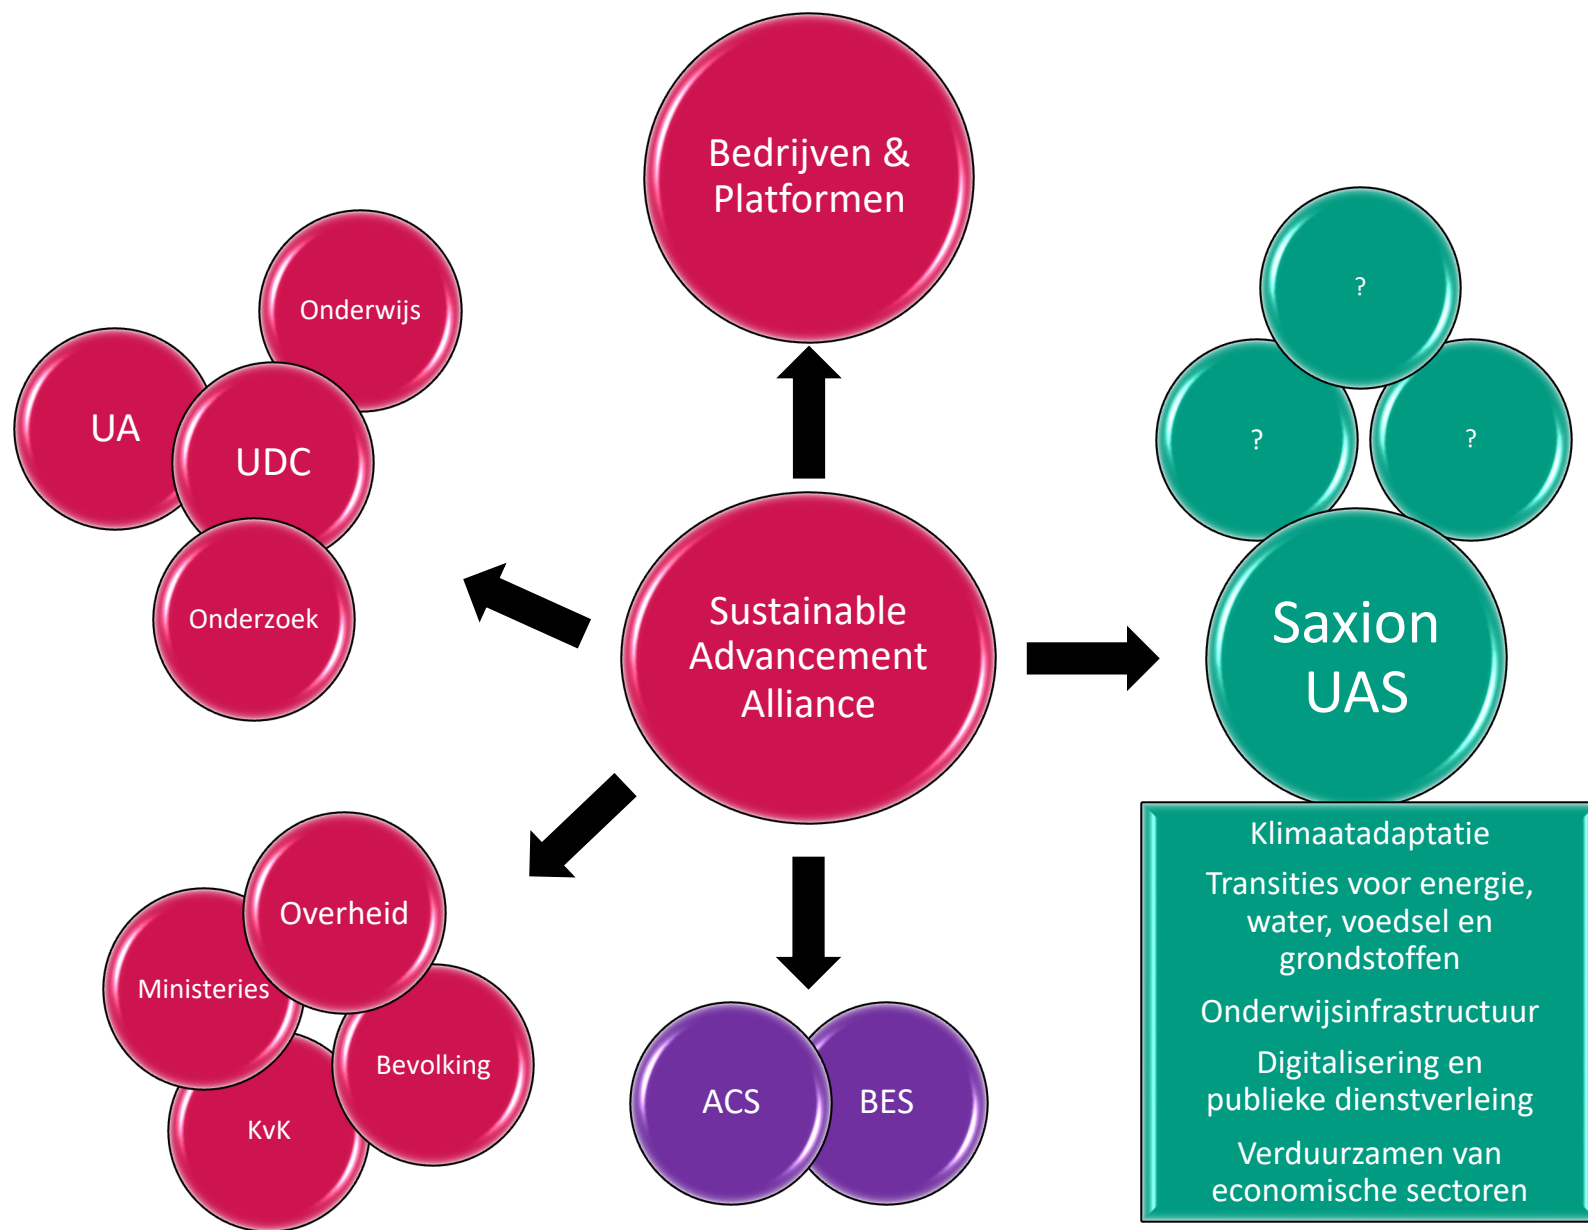 Bedrijven &
Platformen
Onderwijs
UA
UDC
Onderzoek
?
?
?
Sustainable
Advancement
Alliance
Saxion
UAS
Overheid
Ministeries
Bevolking
KvK
ACS
BES
Klimaatadaptatie
Transities voor energie,
water, voedsel en
grondstoffen
Onderwijsinfrastructuur
Digitalisering en
publieke dienstverleing
Verduurzamen van
economische sectoren